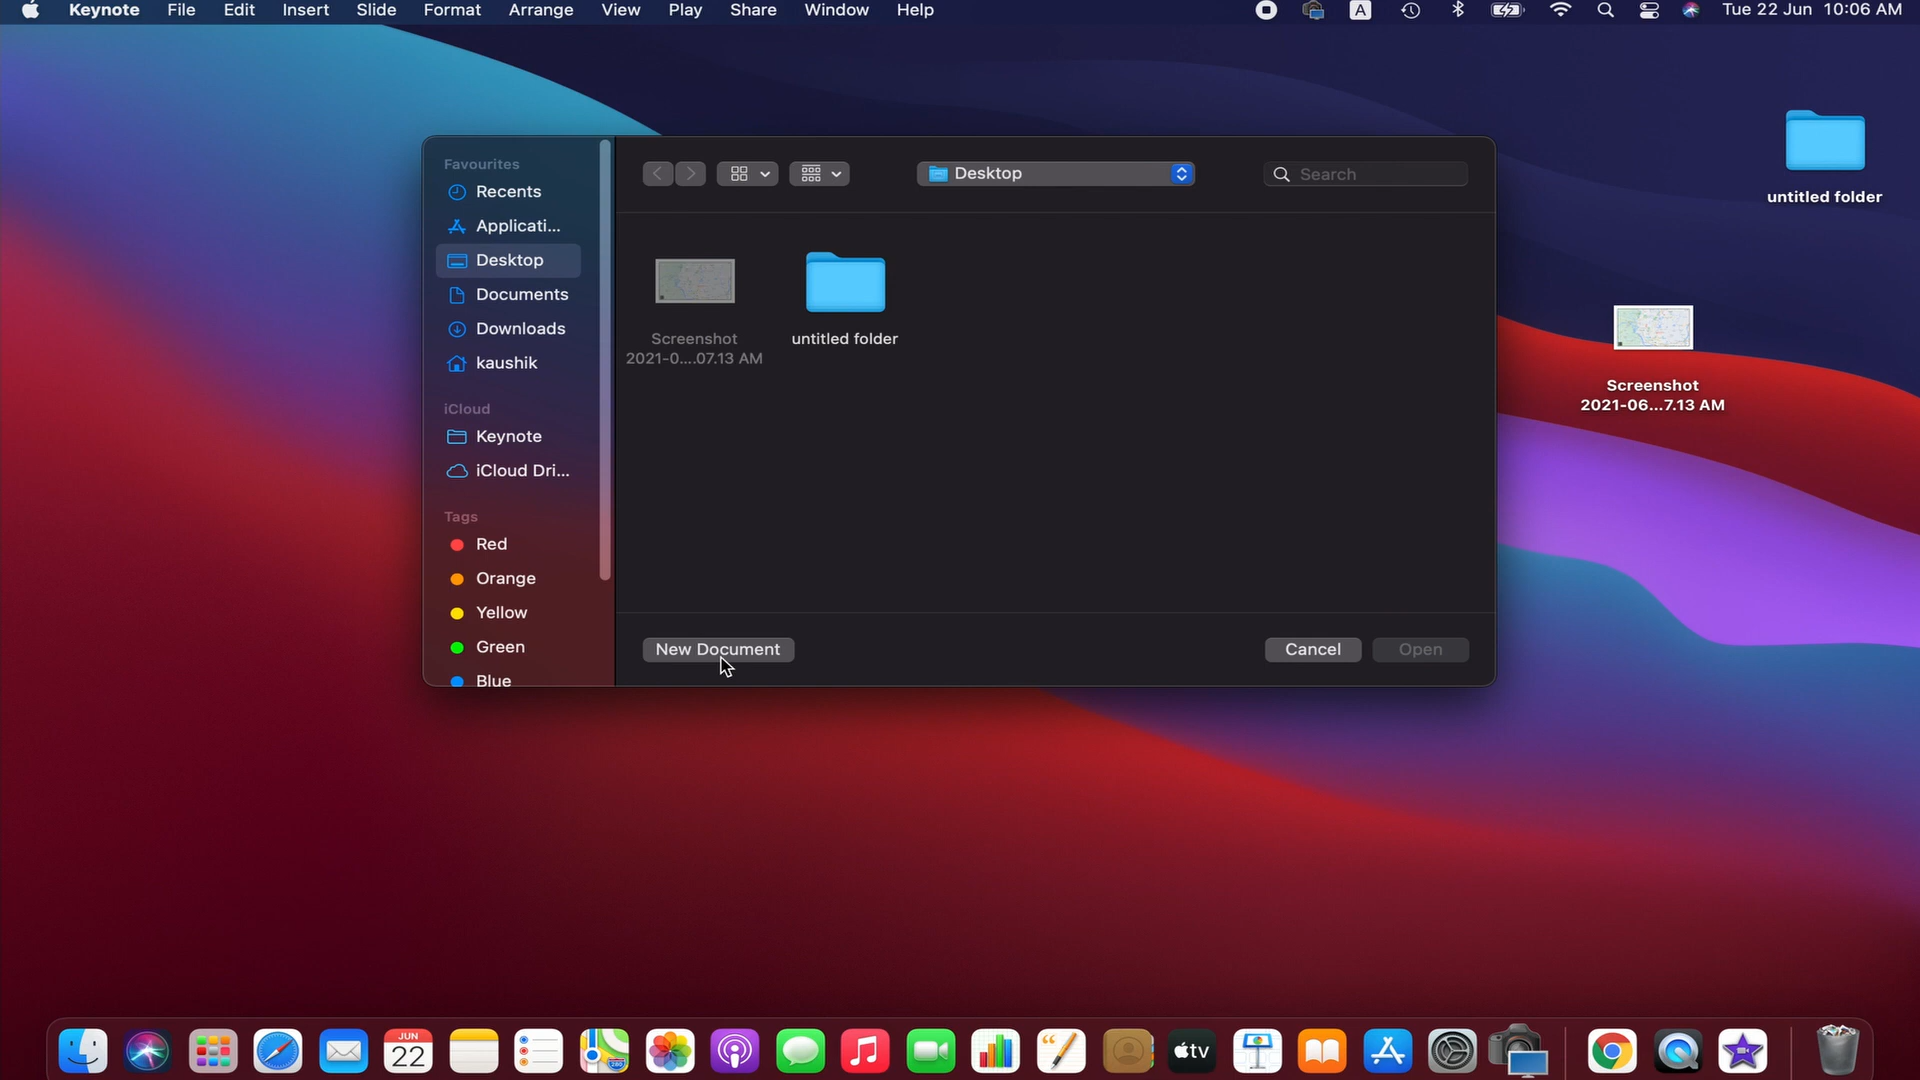 Keynote File Edit Insert Slide Format Arrange View Play Share Window Help A Tue 22 Jun 10:06 AM
Favourites
Recents
Applicati...
Desktop
Documents
Downloads
kaushik
iCloud
Keynote
iCloud Dri...
Tags
Red
Orange
Yellow
Green
Blue
Desktop
Search
Screenshot
2021-0....07.13 AM
untitled folder
New Document
Cancel
Open
untitled folder
Screenshot
2021-06...7.13 AM
JUN
22
tv